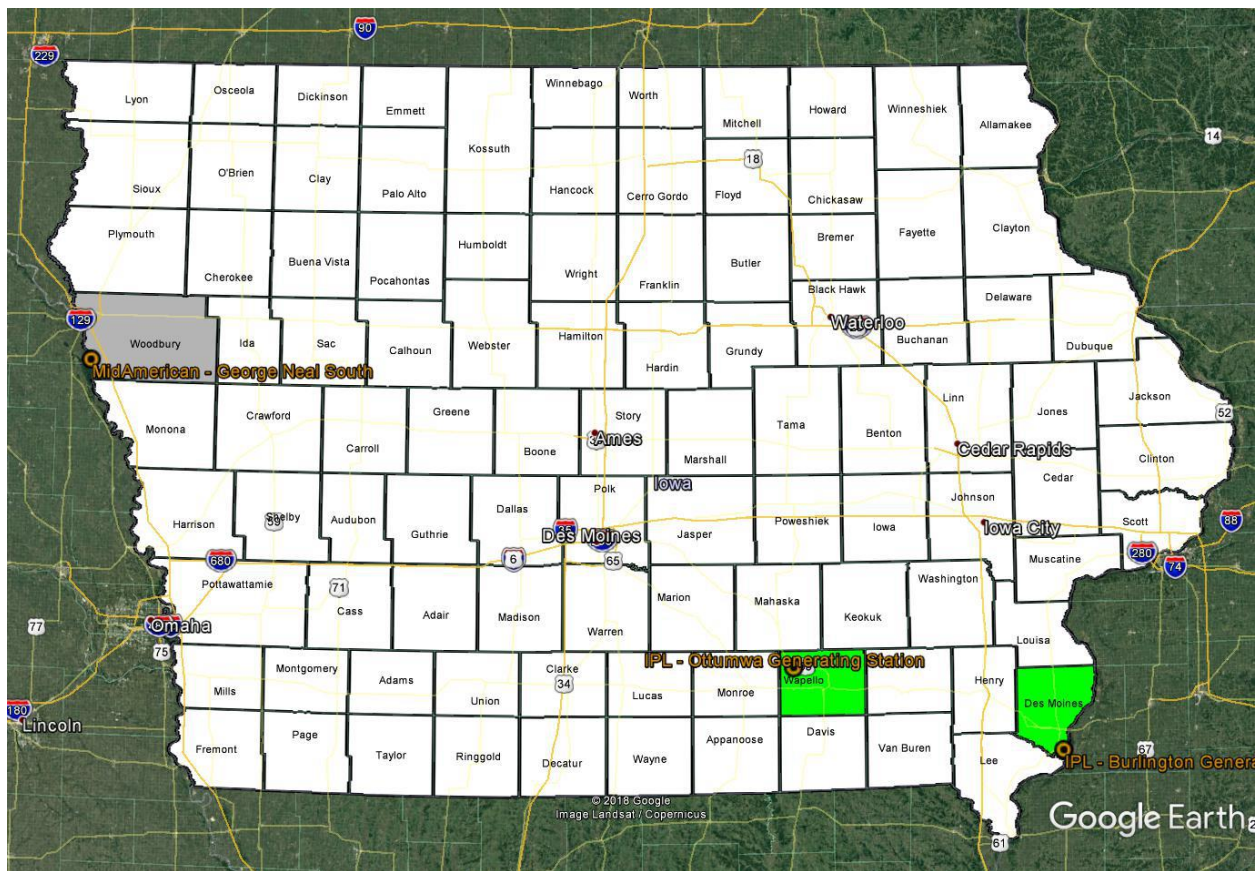 90
229
Lyon
Osceola
Dickinson
Emmett
Winnebago
Worth
Mitchell
Howard
Winneshiek
Allamakee
14
Kossuth
18
Sioux
O'Brien
Clay
Palo Alto
Hancock
Cerro Gordo
Floyd
Chickasaw
Plymouth
Cherokee
Buena Vista
Pocahontas
Humboldt
Wright
Franklin
Butler
Bremer
Fayette
Clayton
Black Hawk
Delaware
129
Woodbury
Ida
Sac
Calhoun
Webster
Hamilton
Hardin
Grundy
Waterloo
Buchanan
Dubuque
MidAmerican - George Neal South
Monona
Crawford
Carroll
Greene
Boone
Story
Ames
Marshall
Tama
Benton
Linn
Cedar Rapids
Jones
Jackson
52
Clinton
Cedar
Iowa
Harrison
Shelby
59
Audubon
Guthrie
Dallas
Polk
35
Des Moines
65
Jasper
Poweshiek
Iowa
Johnson
Iowa City
Scott
88
280
74
Muscatine
680
6
Pottawattamie
71
Cass
Adair
Madison
Warren
Marion
Mahaska
Keokuk
Washington
Louisa
77
Omaha
75
IPL - Ottumwa Generating Station
Wapello
Mills
Montgomery
Adams
Union
Clarke
34
Lucas
Monroe
Henry
Des Moines
180
Lincoln
Fremont
Page
Taylor
Ringgold
Decatur
Wayne
Appanoose
Davis
Van Buren
Lee
67
IPL - Burlington Genera
© 2018 Google
Image Landsat / Copernicus
Google Earth
61
2